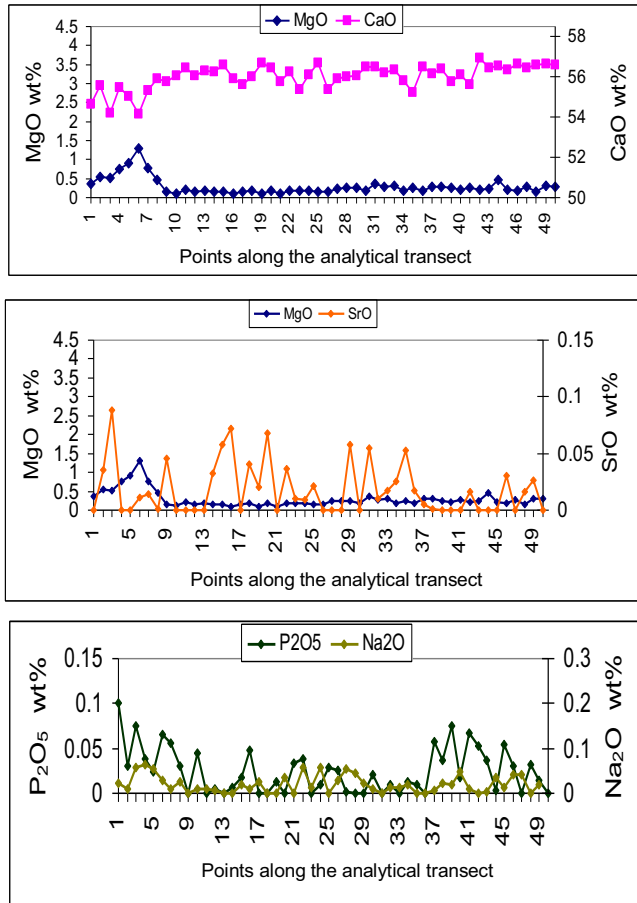 MgO CaO
4.5 4 3.5 3 2.5 2 1.5 1 0.5 0
MgO wt%
58 56 54 52 50
CaO wt%
1 4 7 10 13 16 19 22 25 28 31 34 37 40 43 46 49
Points along the analytical transect
MgO SrO
4.5 4 3.5 3 2.5 2 1.5 1 0.5 0
MgO wt%
0.15 0.1 0.05 0
SrO wt%
1 5 9 13 17 21 25 29 33 37 41 45 49
Points along the analytical transect
P2O5 Na2O
0.15 0.1 0.05 0
P₂O₅ wt%
0.3 0.2 0.1 0
Na₂O wt%
1 5 9 13 17 21 25 29 33 37 41 45 49
Points along the analytical transect